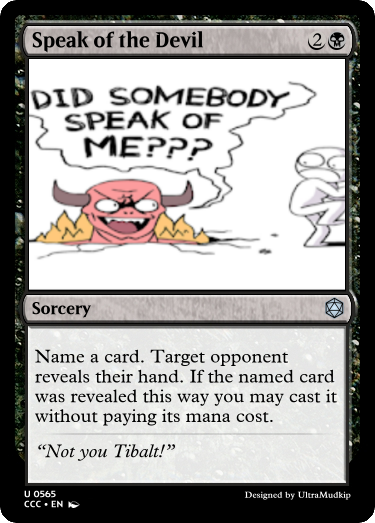 Speak of the Devil 2
DID SOMEBODY
SPEAK OF
ME???
Sorcery
Name a card. Target opponent
reveals their hand. If the named card
was revealed this way you may cast it
without paying its mana cost.
“Not you Tibalt!”
U 0565
CCC • EN
Designed by UltraMudkip